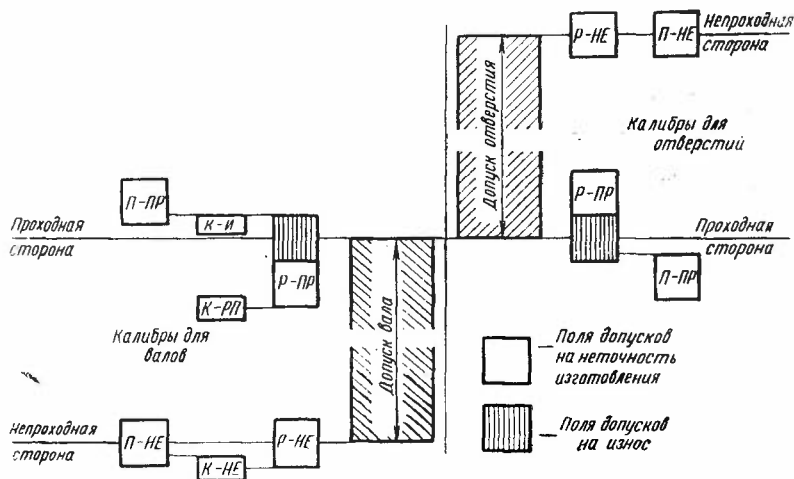 Р-НЕ
П-НЕ
Непроходная
сторона
Допуск отверстия
Калибры для
отверстий
П-ПР
К-И
Р-ПР
Проходная
сторона
Р-ПР
Проходная
сторона
П-ПР
К-РП
Калибры для
валов
Допуск вала
Поля допусков
на неточность
изготовления
Непроходная
сторона
П-НЕ
К-НЕ
Р-НЕ
Поля допусков
на износ